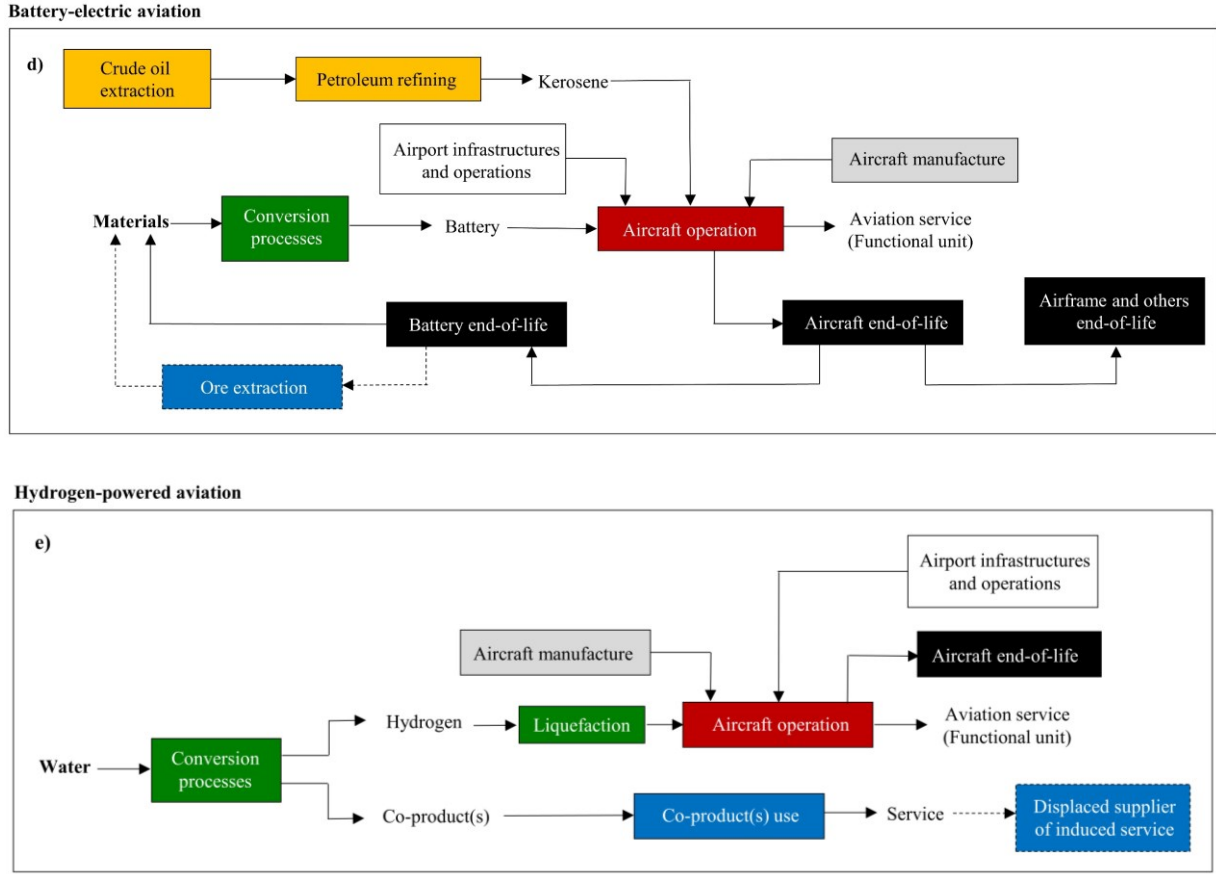 Battery-electric aviation
d)
Crude oil
extraction
Petroleum refining
Kerosene
Airport infrastructures
and operations
Aircraft manufacture
Materials
Conversion
processes
Battery
Aircraft operation
Aviation service
(Functional unit)
Battery end-of-life
Aircraft end-of-life
Airframe and others
end-of-life
Ore extraction
Hydrogen-powered aviation
e)
Airport infrastructures
and operations
Aircraft manufacture
Aircraft end-of-life
Hydrogen
Liquefaction
Aircraft operation
Aviation service
(Functional unit)
Water
Conversion
processes
Co-product(s)
Co-product(s) use
Service
Displaced supplier
of induced service